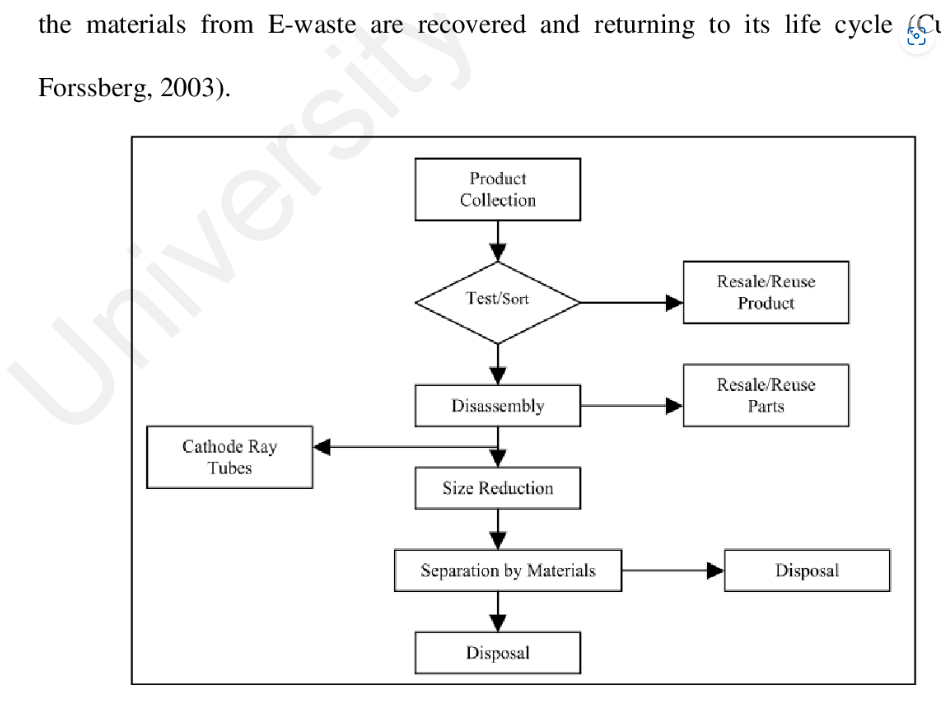 the materials from E-waste are recovered and returning to its life cycle
Forssberg, 2003).
Product
Collection
Test/Sort
Resale/Reuse
Product
Disassembly
Resale/Reuse
Parts
Cathode Ray
Tubes
Size Reduction
Separation by Materials
Disposal
Disposal
University